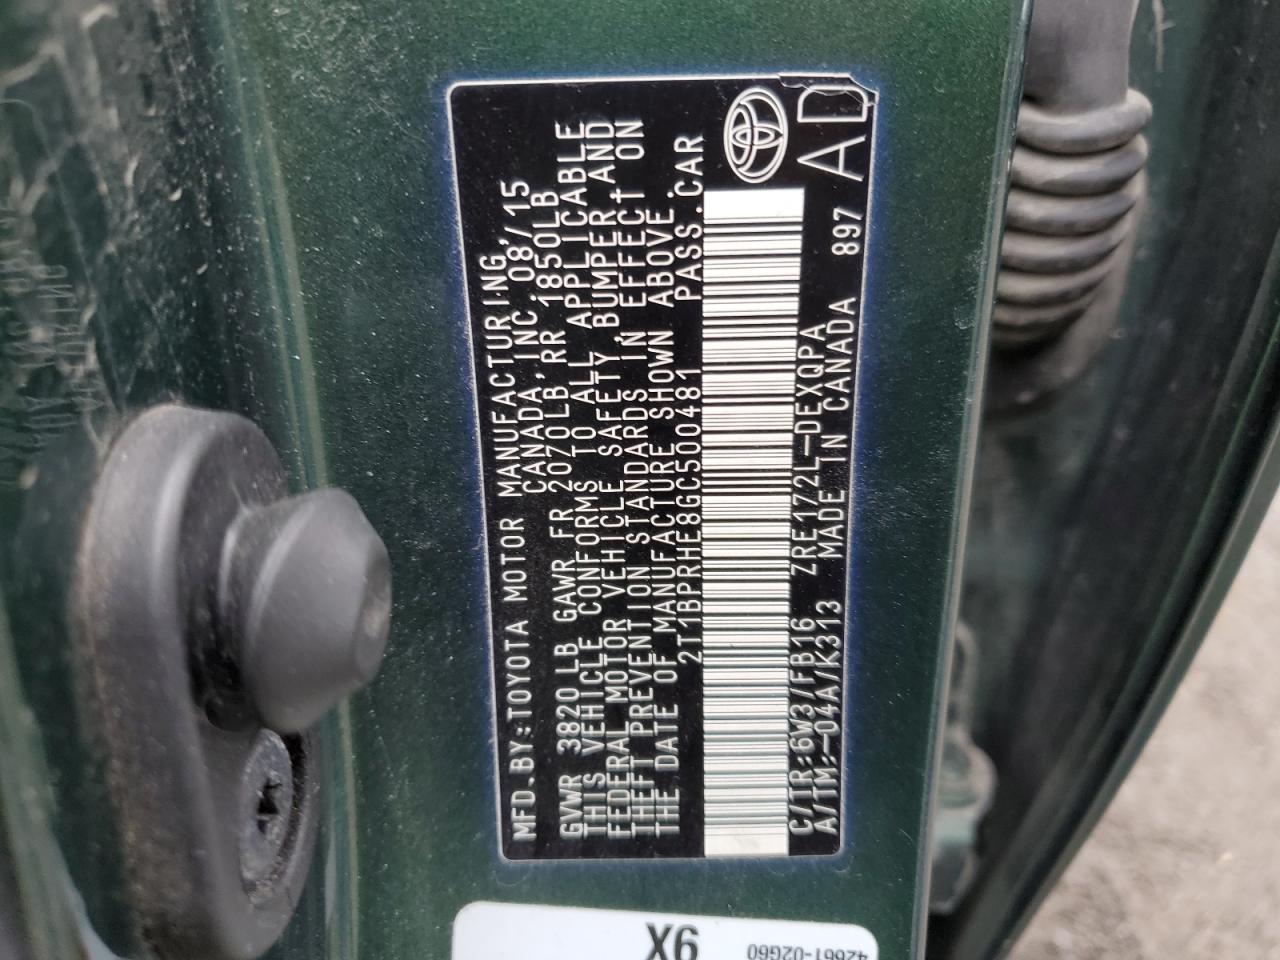 MFD.BY:TOYOTA MOTOR MANUFACTURING
CANADA,INC. 08/15
GVWR 3820LB GAWR FR 2070LB RR 1850LB
THIS VEHICLE CONFORMS TO ALL APPLICABLE
FEDERAL MOTOR VEHICLE SAFETY, BUMPER, AND
THEFT PREVENTION STANDARDS IN EFFECT ON
THE DATE OF MANUFACTURE SHOWN ABOVE.
2T1BPRHE8GC500481 PASS.CAR
C/TR:6W3/FB16 ZRE172L-DEXQPA
A/TM:-04A/K313 MADE IN CANADA 897
AD
9X
42661-02G60